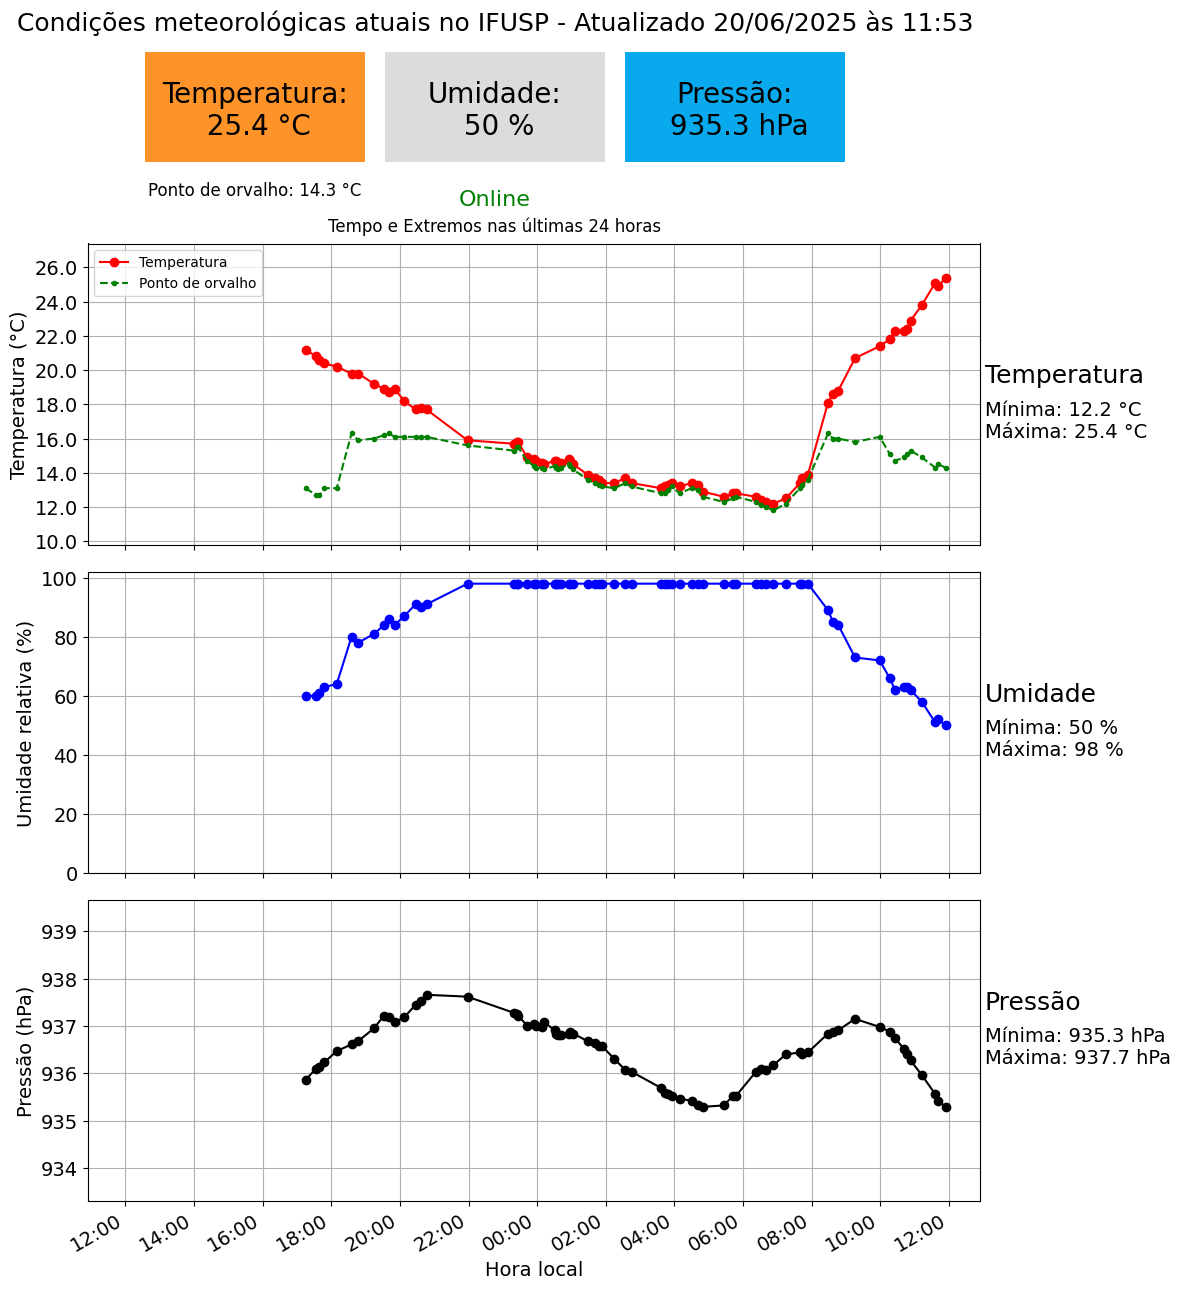 Condições meteorológicas atuais no IFUSP - Atualizado 20/06/2025 às 11:53
Temperatura:
25.4 °C
Umidade:
50 %
Pressão:
935.3 hPa
Ponto de orvalho: 14.3 °C
Online
Tempo e Extremos nas últimas 24 horas
Temperatura
Ponto de orvalho
Temperatura (°C)
26.0
24.0
22.0
20.0
18.0
16.0
14.0
12.0
10.0
Temperatura
Mínima: 12.2 °C
Máxima: 25.4 °C
Umidade relativa (%)
100
80
60
40
20
0
Umidade
Mínima: 50 %
Máxima: 98 %
Pressão (hPa)
939
938
937
936
935
934
Pressão
Mínima: 935.3 hPa
Máxima: 937.7 hPa
12:00
14:00
16:00
18:00
20:00
22:00
00:00
02:00
04:00
06:00
08:00
10:00
12:00
Hora local